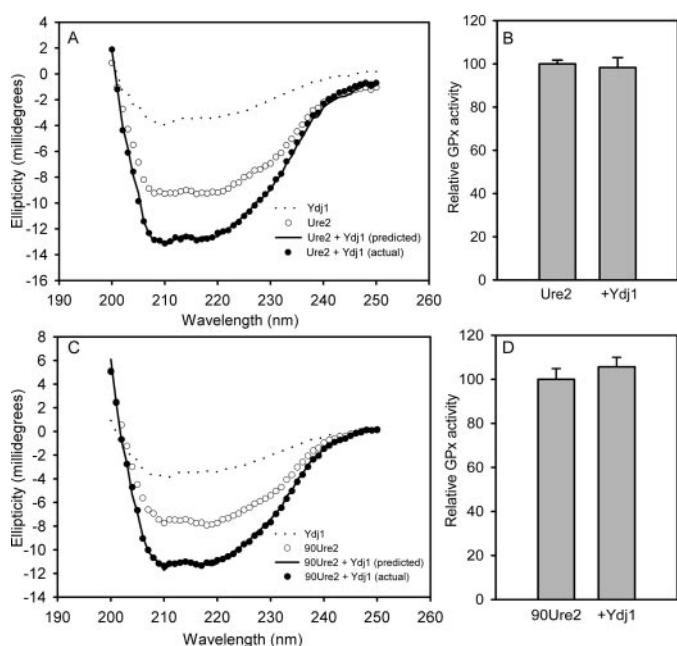 A
Ellipticity (millidegrees)
4
2
0
-2
-4
-6
-8
-10
-12
-14
-16
Ydj1
Ure2
Ure2 + Ydj1 (predicted)
Ure2 + Ydj1 (actual)
190 200 210 220 230 240 250 260
Wavelength (nm)
B
Relative GPx activity
120
100
80
60
40
20
0
Ure2 +Ydj1
C
Ellipticity (millidegrees)
8
6
4
2
0
-2
-4
-6
-8
-10
-12
-14
Ydj1
90Ure2
90Ure2 + Ydj1 (predicted)
90Ure2 + Ydj1 (actual)
190 200 210 220 230 240 250 260
Wavelength (nm)
D
Relative GPx activity
120
100
80
60
40
20
0
90Ure2 +Ydj1